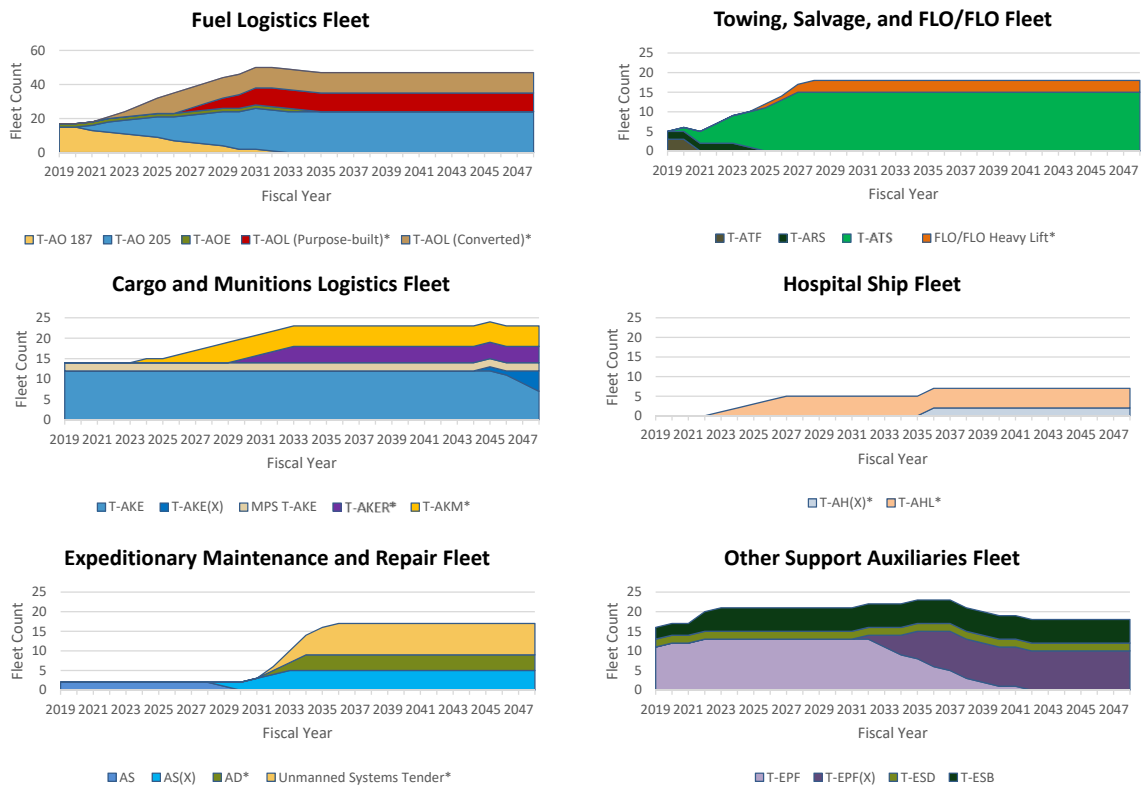 Fuel Logistics Fleet
Fleet Count
60
40
20
0
2019 2021 2023 2025 2027 2029 2031 2033 2035 2037 2039 2041 2043 2045 2047
Fiscal Year
T-AO 187 T-AO 205 T-AOE T-AOL (Purpose-built)* T-AOL (Converted)*
Towing, Salvage, and FLO/FLO Fleet
Fleet Count
25
20
15
10
5
0
2019 2021 2023 2025 2027 2029 2031 2033 2035 2037 2039 2041 2043 2045 2047
Fiscal Year
T-ATF T-ARS T-ATS FLO/FLO Heavy Lift*
Cargo and Munitions Logistics Fleet
Fleet Count
25
20
15
10
5
0
2019 2021 2023 2025 2027 2029 2031 2033 2035 2037 2039 2041 2043 2045 2047
Fiscal Year
T-AKE T-AKE(X) MPS T-AKE T-AKER* T-AKM*
Hospital Ship Fleet
Fleet Count
25
20
15
10
5
0
2019 2021 2023 2025 2027 2029 2031 2033 2035 2037 2039 2041 2043 2045 2047
Fiscal Year
T-AH(X)* T-AHL*
Expeditionary Maintenance and Repair Fleet
Fleet Count
25
20
15
10
5
0
2019 2021 2023 2025 2027 2029 2031 2033 2035 2037 2039 2041 2043 2045 2047
Fiscal Year
AS AS(X) AD* Unmanned Systems Tender*
Other Support Auxiliaries Fleet
Fleet Count
25
20
15
10
5
0
2019 2021 2023 2025 2027 2029 2031 2033 2035 2037 2039 2041 2043 2045 2047
Fiscal Year
T-EPF T-EPF(X) T-ESD T-ESB